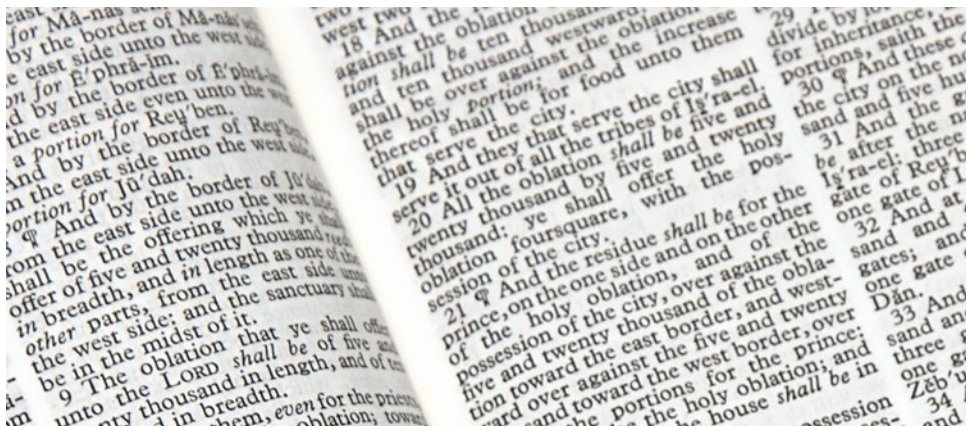 for Mā-năs
by the border of Mā-năs
east side unto the west side
for Ē'phră-ĭm.
by the border of Ē'phră-
the east side even unto the
a portion for Reu̱'ben.
And by the border of Reu̱'ben,
the east side unto the west side
portion for Jū'dah.
¶ And by the border of Jū'dah,
from the east side unto the west
shall be the offering which ye shall
offer of five and twenty thousand reeds
in breadth, and in length as one of the
other parts, from the east side unto
the west side: and the sanctuary shall
be in the midst of it.
9 The oblation that ye shall offer
unto the LORD shall be of five and
thousand in length, and of ten
in breadth.
even for the priests
oblation; toward
18 And the
against the oblation
tion shall be ten thousand
and ten thousand westward:
shall be over against the oblation
the holy portion; and the increase
thereof shall be for food unto them
that serve the city.
19 And they that serve the city shall
serve it out of all the tribes of Iṣ'ra-el.
20 All the oblation shall be five and
twenty thousand by five and twenty
thousand: ye shall offer the holy
oblation foursquare, with the pos-
session of the city.
21 ¶ And the residue shall be for the
prince, on the one side and on the other
of the holy oblation, and of the
possession of the city, over against the
five and twenty thousand of the obla-
tion toward the east border, and west-
ward over against the five and twenty
and toward the west border, over
the portions for the prince:
the holy oblation; and
the house shall be in
possession
29
divide by lot
for inheritance,
portions, saith the
30 ¶ And these
the city on the
sand and five
31 And the
be after the
Iṣ'ra-el: three
gate of Reu̱'
one gate of
32 And at
sand and
gates; and
one gate
Dăn.
33 And
sand and
three
one
Zĕb'
34
and